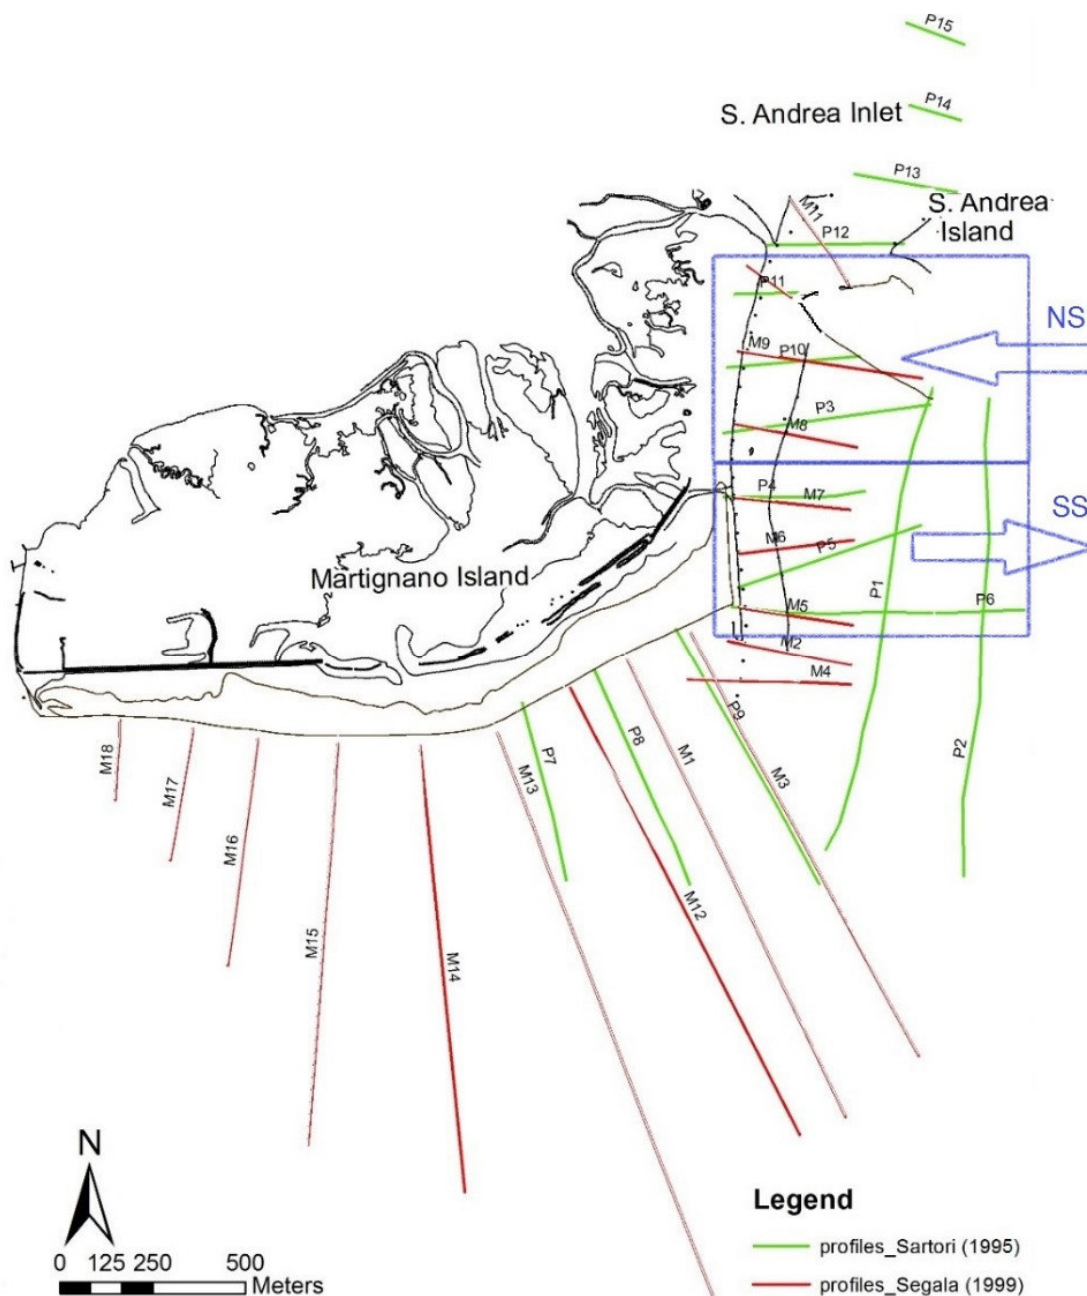 P15
P14
S. Andrea Inlet
P13
S. Andrea
Island
M11
P12
P11
NS
M9
P10
P3
M8
P4
M7
SS
M6
P5
Martignano Island
P1
M5
P6
M2
M4
P9
P2
P8
M1
M3
P7
M13
M18
M17
M16
M12
M15
M14
N
Legend
0 125 250 500
Meters
profiles_Sartori (1995)
profiles_Segala (1999)